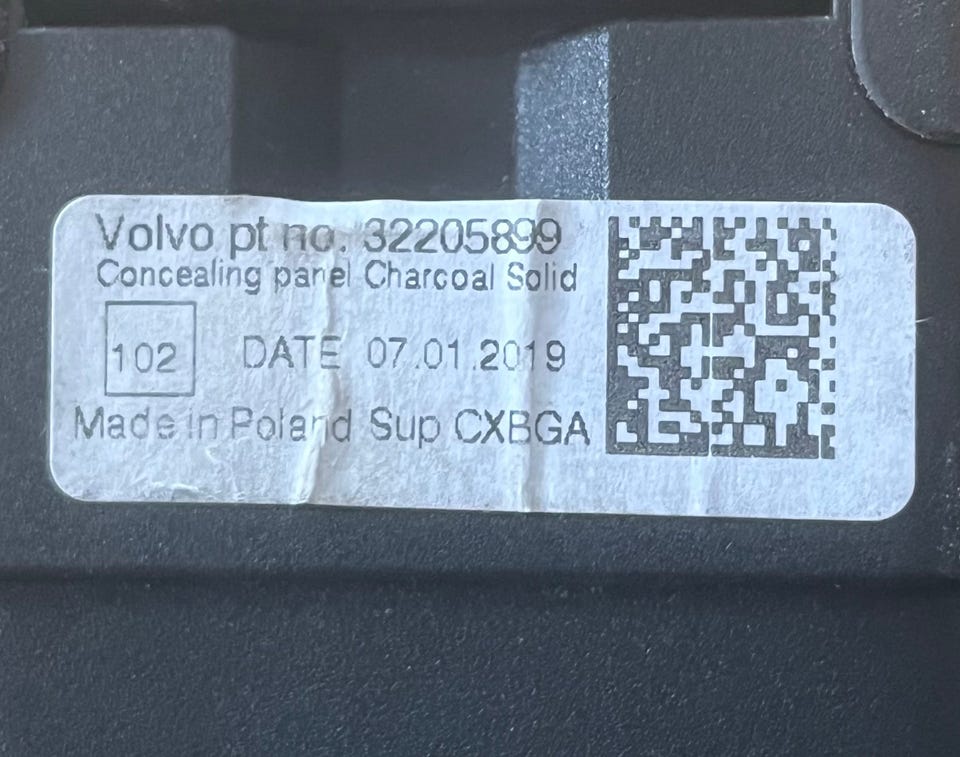 Volvo pt no. 32205899
Concealing panel Charcoal Solid
102 DATE 07.01.2019
Made in Poland Sup CXBGA